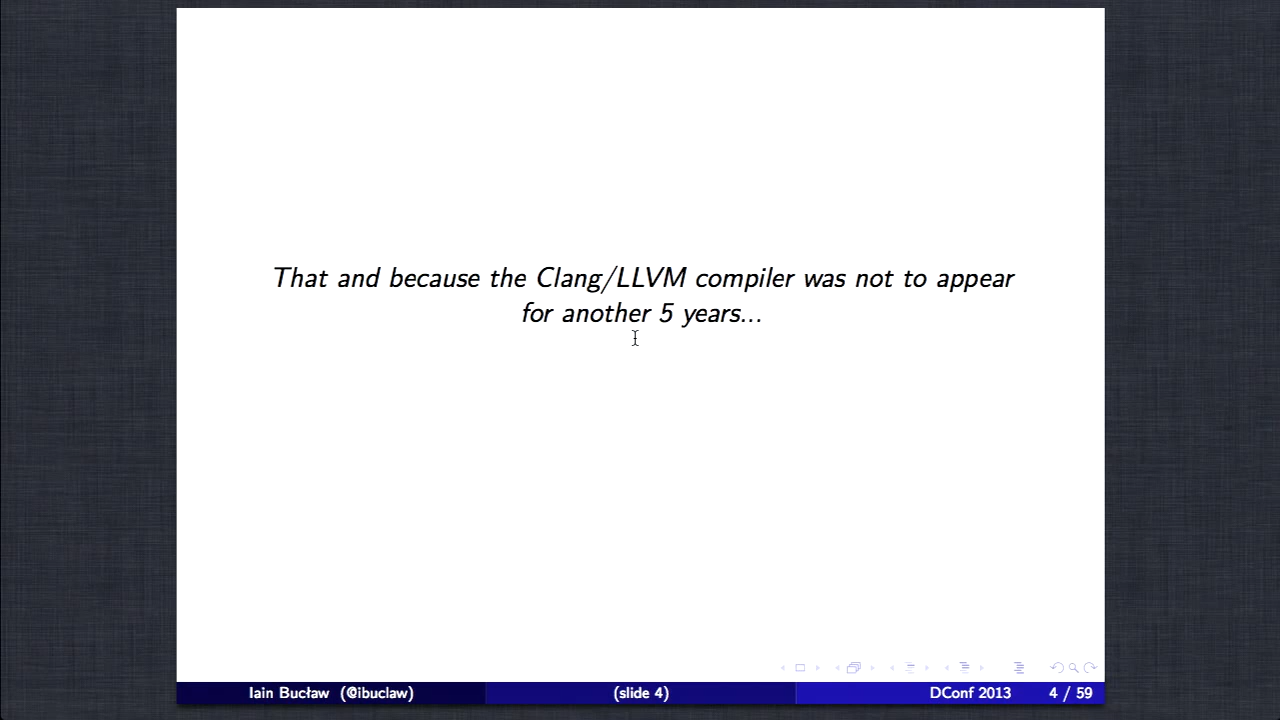 That and because the Clang/LLVM compiler was not to appear
for another 5 years...
Iain Bucław (@ibuclaw)
(slide 4)
DConf 2013
4 / 59